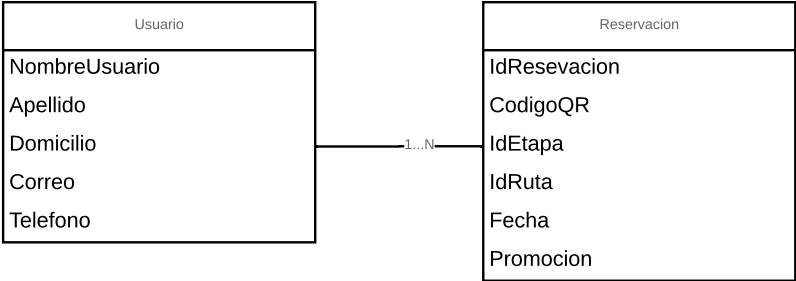 Usuario
NombreUsuario
Apellido
Domicilio
Correo
Telefono
1...N
Reservacion
IdResevacion
CodigoQR
IdEtapa
IdRuta
Fecha
Promocion